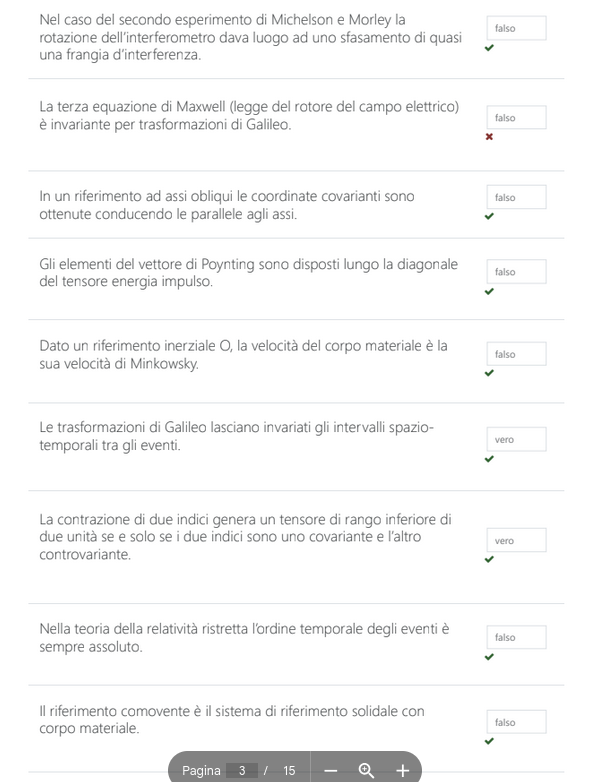 Nel caso del secondo esperimento di Michelson e Morley la
rotazione dell'interferometro dava luogo ad uno sfasamento di quasi
una frangia d'interferenza.
falso
La terza equazione di Maxwell (legge del rotore del campo elettrico)
è invariante per trasformazioni di Galileo.
falso
In un riferimento ad assi obliqui le coordinate covarianti sono
ottenute conducendo le parallele agli assi.
falso
Gli elementi del vettore di Poynting sono disposti lungo la diagonale
del tensore energia impulso.
falso
Dato un riferimento inerziale O, la velocità del corpo materiale è la
sua velocità di Minkowsky.
falso
Le trasformazioni di Galileo lasciano invariati gli intervalli spazio-
temporali tra gli eventi.
vero
La contrazione di due indici genera un tensore di rango inferiore di
due unità se e solo se i due indici sono uno covariante e l'altro
controvariante.
vero
Nella teoria della relatività ristretta l'ordine temporale degli eventi è
sempre assoluto.
falso
Il riferimento comovente è il sistema di riferimento solidale con
corpo materiale.
falso
Pagina 3 / 15